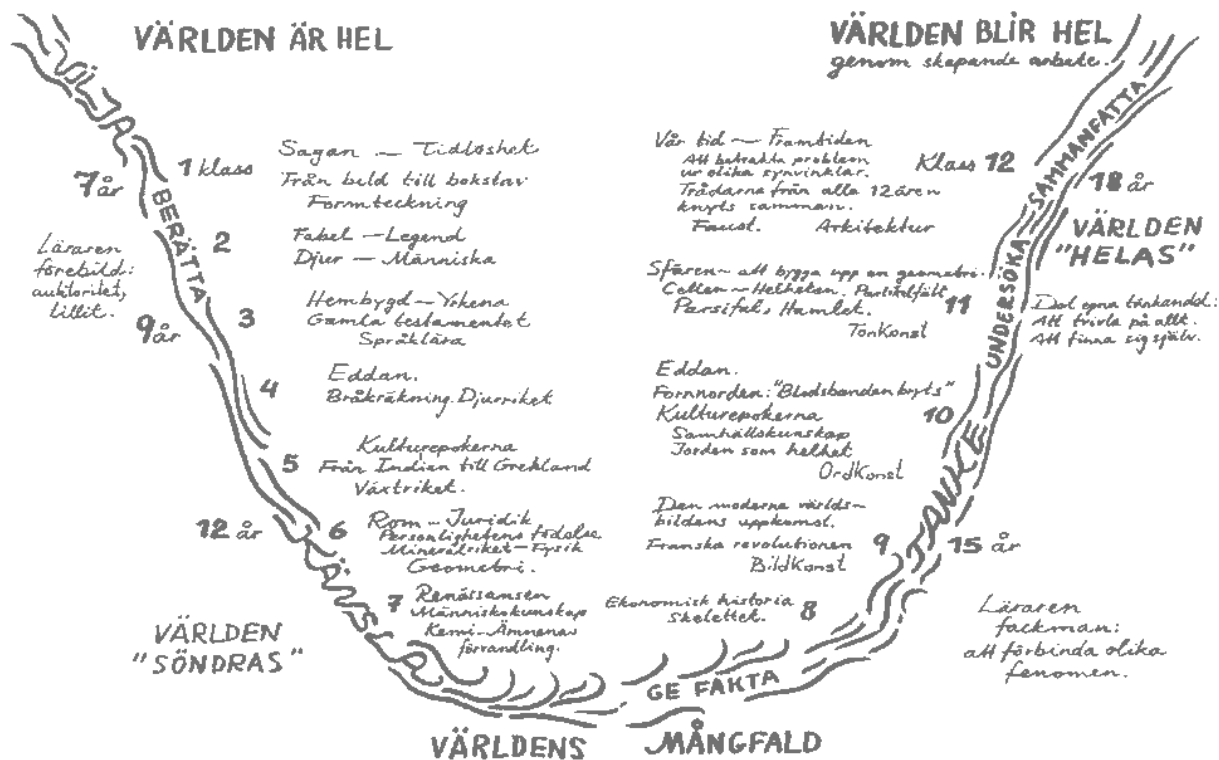 VÄRLDEN ÄR HEL
VILJA
7 år
BERÄTTA
1 klass
Sagan — Tidlöshet
Från bild till bokstav
Formteckning
2
Fabel — Legend
Djur — Människa
Läraren
förebild:
auktoritet,
tillit.
9 år
3
Hembygd — Yrkena
Gamla testamentet
Språklära
4
Eddan.
Bråkräkning. Djurriket
5
Kulturepokerna
Från Indien till Grekland
Växtriket.
12 år
6
Rom — Juridik
Personlighetens födelse
Mineralriket — Fysik
Geometri.
KÄNSLA
7
Renässansen
Människokunskap
Kemi — Ämnenas
förvandling.
VÄRLDEN
"SÖNDRAS"
VÄRLDENS MÅNGFALD
GE FAKTA
Ekonomisk historia
Skelettet.
8
Läraren
fackman:
att förbinda olika
fenomen.
Den moderna världs-
bildens uppkomst.
Franska revolutionen
BildKonst
9
TANKE
15 år
Eddan.
Fornnorden: "Blodsbanden bryts"
Kulturepokerna
Samhällskunskap
Jorden som helhet
OrdKonst
10
UNDERSÖKA
Sfären — att bygga upp en geometri.
Cellen — Helheten.
Parsifal, Hamlet.
TonKonst
11
Det egna tänkandet:
Att tvivla på allt.
Att finna sig själv.
VÄRLDEN
"HELAS"
Vår tid — Framtiden
Att betrakta problem
ur olika synvinklar.
Trådarna från alla 12 åren
knyts samman.
Faust. Arkitektur
Klass 12
18 år
SAMMANFATTA
VÄRLDEN BLIR HEL
genom skapande arbete.